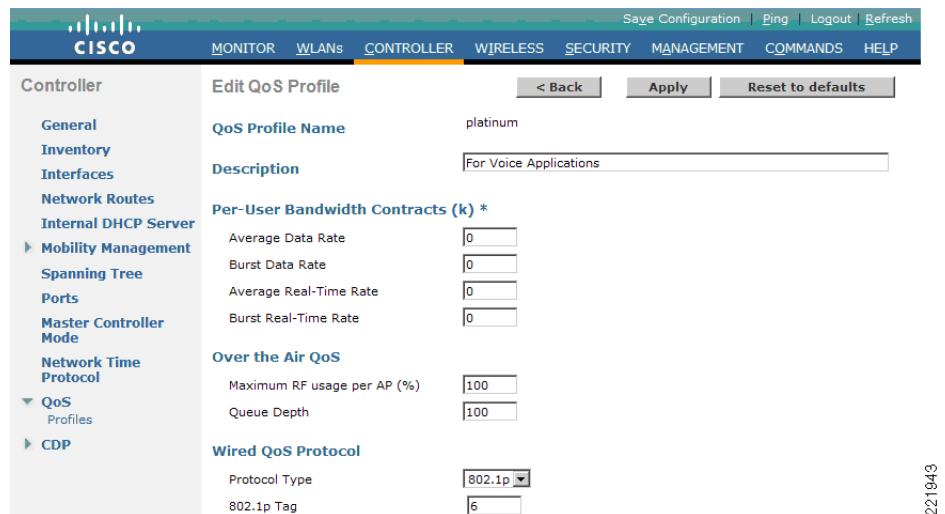 Save Configuration | Ping | Logout | Refresh
CISCO
MONITOR WLANs CONTROLLER WIRELESS SECURITY MANAGEMENT COMMANDS HELP
Controller
General
Inventory
Interfaces
Network Routes
Internal DHCP Server
Mobility Management
Spanning Tree
Ports
Master Controller
Mode
Network Time
Protocol
QoS
Profiles
CDP
Edit QoS Profile
< Back
Apply
Reset to defaults
QoS Profile Name platinum
Description For Voice Applications
Per-User Bandwidth Contracts (k) *
Average Data Rate 0
Burst Data Rate 0
Average Real-Time Rate 0
Burst Real-Time Rate 0
Over the Air QoS
Maximum RF usage per AP (%) 100
Queue Depth 100
Wired QoS Protocol
Protocol Type 802.1p
802.1p Tag 6
221943